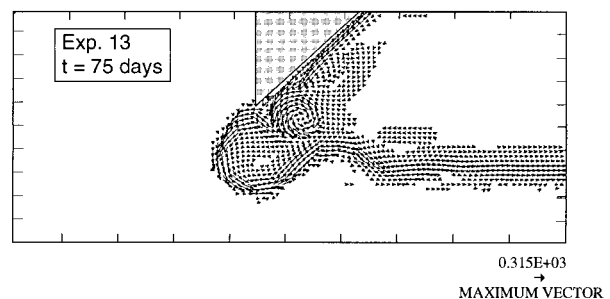 Exp. 13
t = 75 days
0.315E+03
MAXIMUM VECTOR